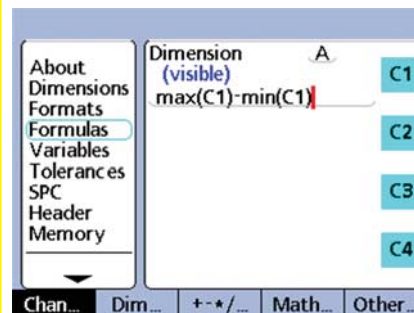 About
Dimensions
Formats
Formulas
Variables
Tolerances
SPC
Header
Memory
Dimension A
(visible)
max(C1)-min(C1)
C1
C2
C3
C4
Chan... Dim... +-*/... Math... Other...